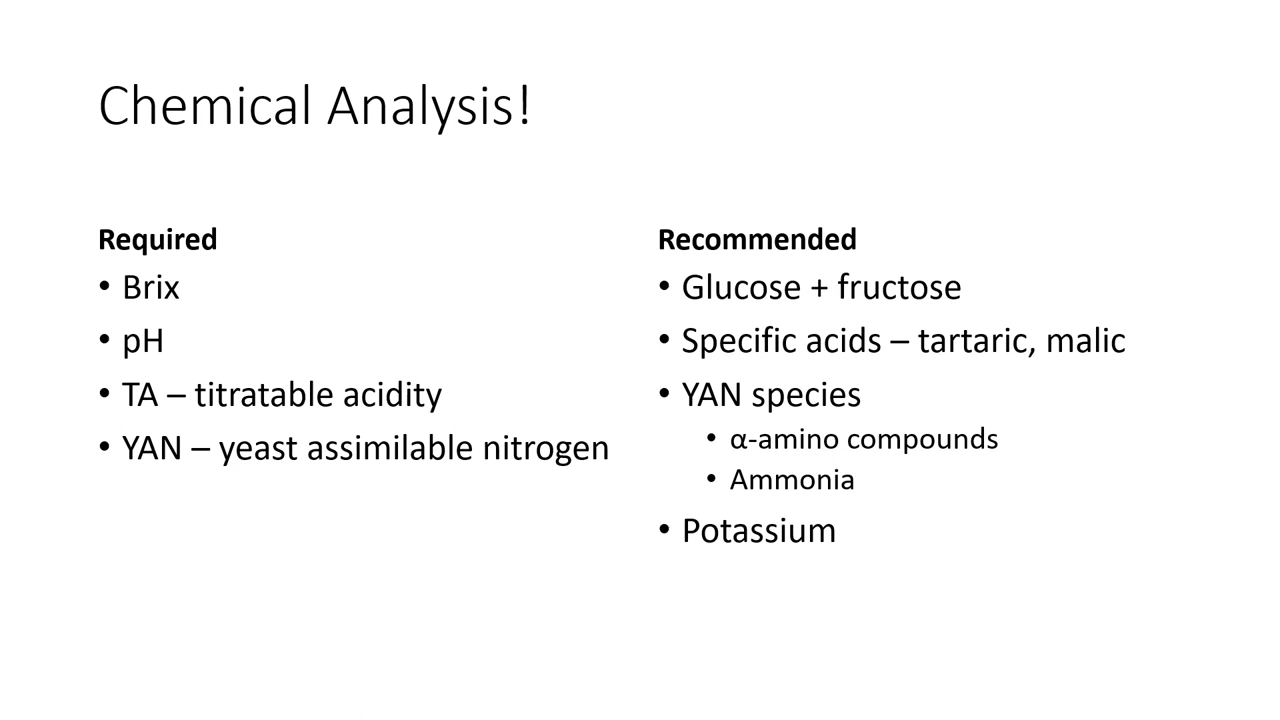 Chemical Analysis!
Required
• Brix
• pH
• TA – titratable acidity
• YAN – yeast assimilable nitrogen
Recommended
• Glucose + fructose
• Specific acids – tartaric, malic
• YAN species
• α-amino compounds
• Ammonia
• Potassium